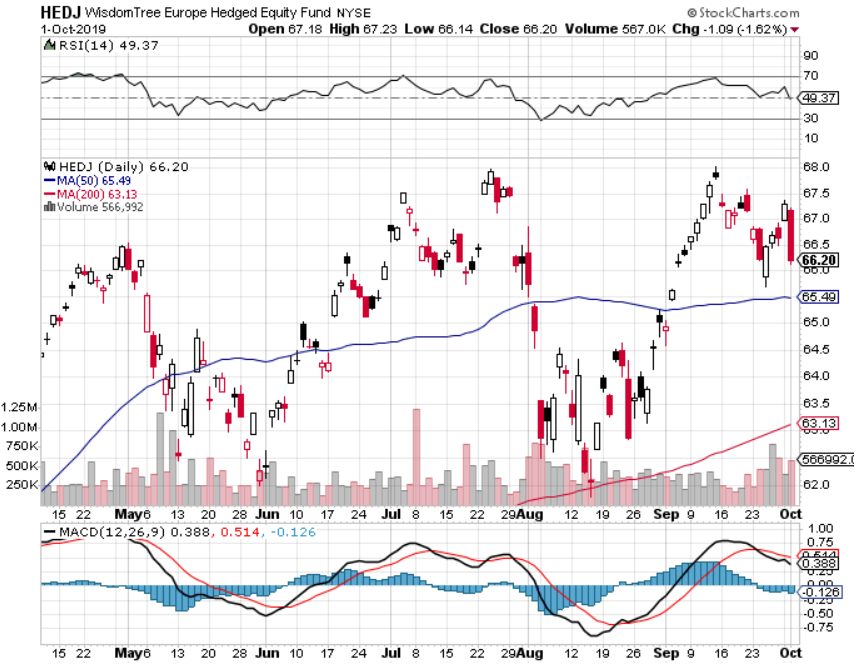 HEDJ WisdomTree Europe Hedged Equity Fund NYSE © StockCharts.com
1-Oct-2019 Open 67.18 High 67.23 Low 66.14 Close 66.20 Volume 567.0K Chg -1.09 (-1.62%)
RSI(14) 49.37
90
70
49.37
30
10
HEDJ (Daily) 66.20
MA(50) 65.49
MA(200) 63.13
Volume 566,992
68.0
67.5
67.0
66.5
66.20
66.0
65.49
65.0
64.5
64.0
63.5
63.13
62.0
566992.0
1.25M
1.00M
750K
500K
250K
15 22 May 6 13 20 28 Jun 10 17 24 Jul 8 15 22 29 Aug 12 19 26 Sep 9 16 23 Oct
MACD(12,26,9) 0.388, 0.514, -0.126
1.00
0.75
0.514
0.388
0.00
-0.126
-0.50
-0.75
15 22 May 6 13 20 28 Jun 10 17 24 Jul 8 15 22 29 Aug 12 19 26 Sep 9 16 23 Oct